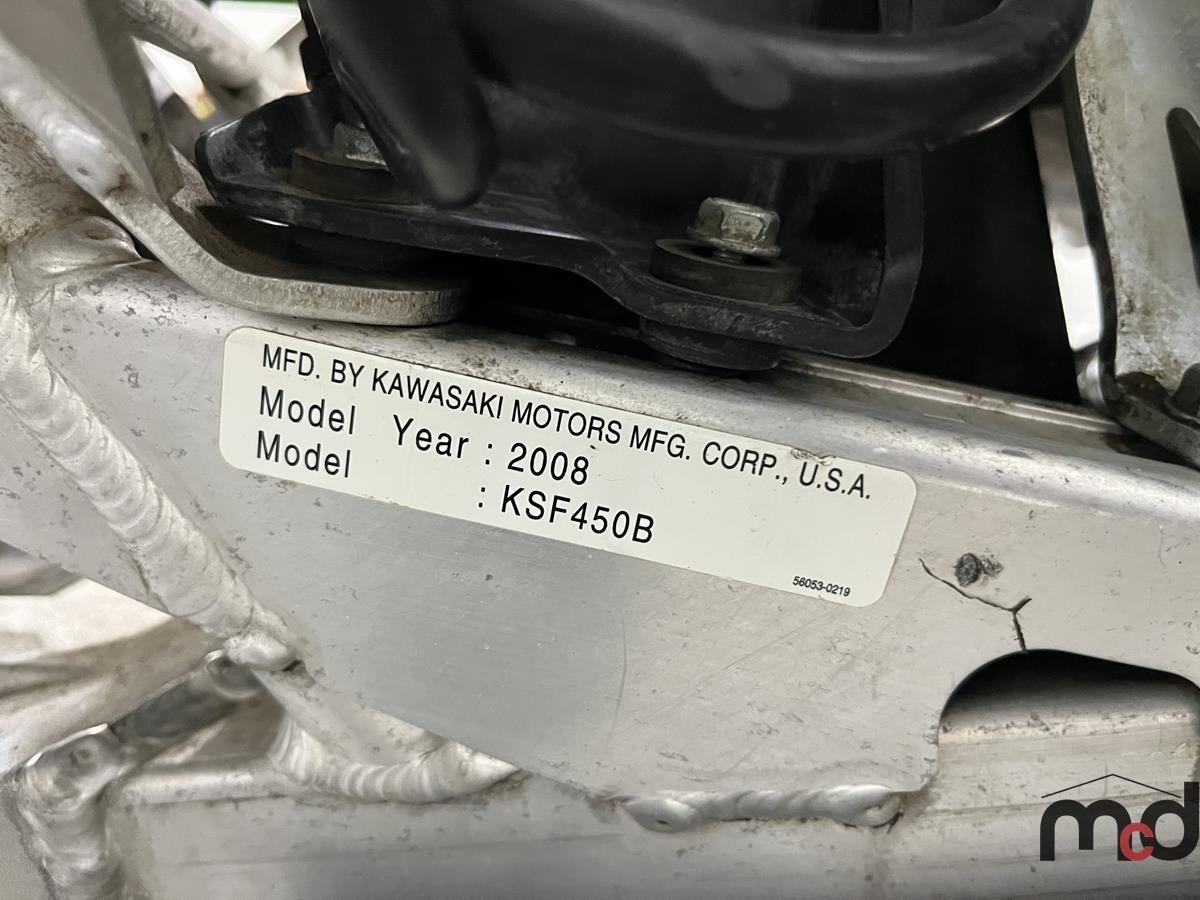 MFD. BY KAWASAKI MOTORS MFG. CORP., U.S.A.
Model Year : 2008
Model : KSF450B
56053-0219
mcd